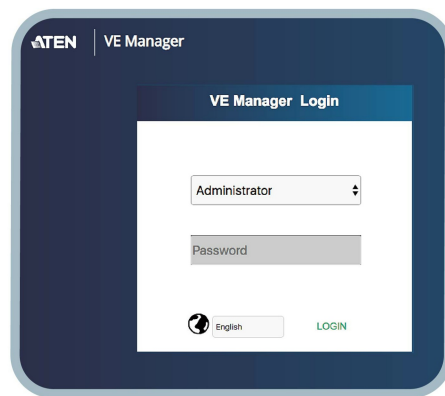 ATEN VE Manager
VE Manager Login
Administrator
Password
English LOGIN